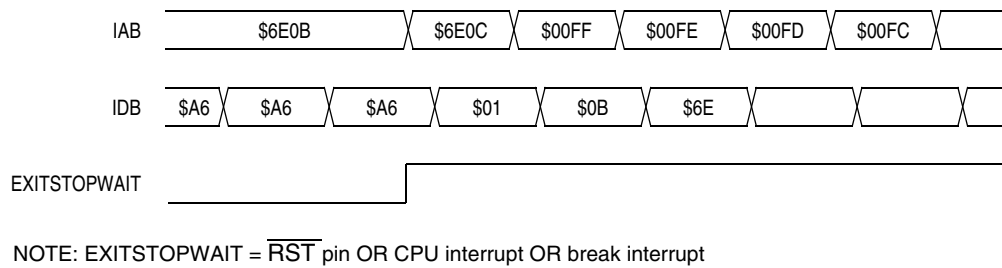 IAB $6E0B $6E0C $00FF $00FE $00FD $00FC
IDB $A6 $A6 $A6 $01 $0B $6E
EXITSTOPWAIT
NOTE: EXITSTOPWAIT = RST pin OR CPU interrupt OR break interrupt